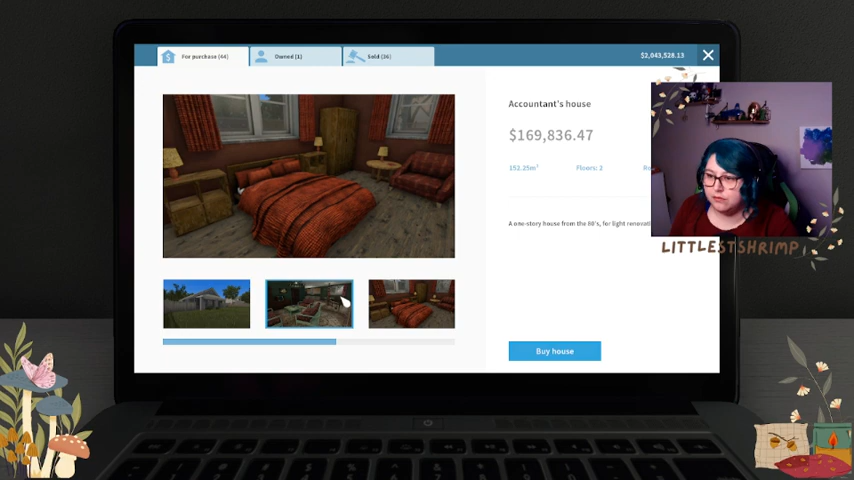 For purchase (44)
Owned (1)
Sold (36)
$2,043,528.13
Accountant's house
$169,836.47
152.25m²
Floors: 2
A one-story house from the 80's, for light renovati
LITTLESTSHRIMP
Buy house